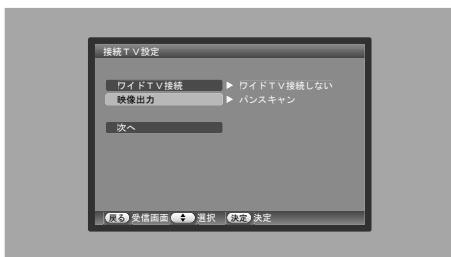 接続TV設定
ワイドTV接続 ▶ ワイドTV接続しない
映像出力 ▶ パンスキャン
次へ
戻る 受信画面 選択 決定 決定